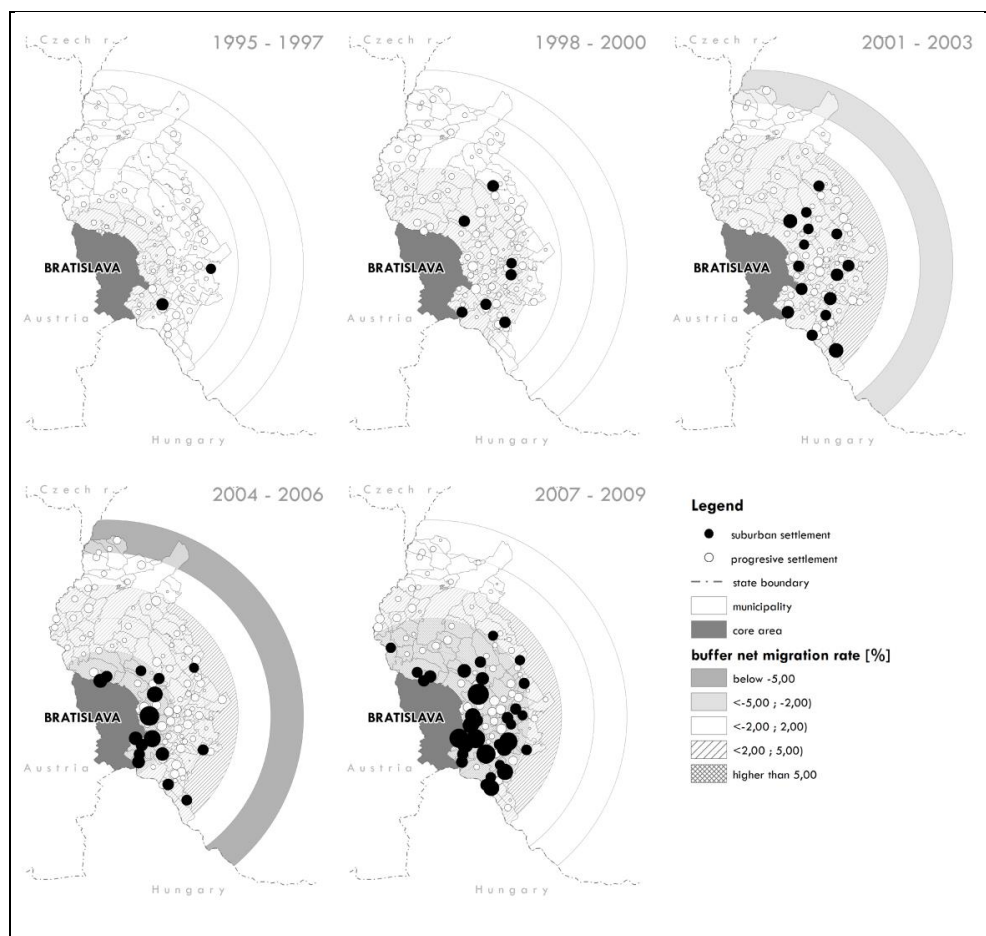 Czech r.
1995 - 1997
BRATISLAVA
Austria
Hungary
Czech r.
1998 - 2000
BRATISLAVA
Austria
Hungary
Czech r.
2001 - 2003
BRATISLAVA
Austria
Hungary
Czech r.
2004 - 2006
BRATISLAVA
Austria
Hungary
Czech r.
2007 - 2009
BRATISLAVA
Austria
Hungary
Legend
suburban settlement
progresive settlement
state boundary
municipality
core area
buffer net migration rate [%]
below -5,00
<-5,00 ; -2,00)
<-2,00 ; 2,00)
<2,00 ; 5,00)
higher than 5,00